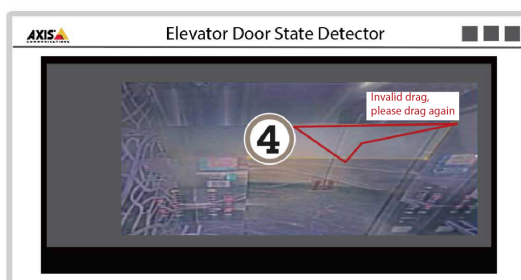 AXIS
COMMUNICATIONS
Elevator Door State Detector
Invalid drag,
please drag again
4